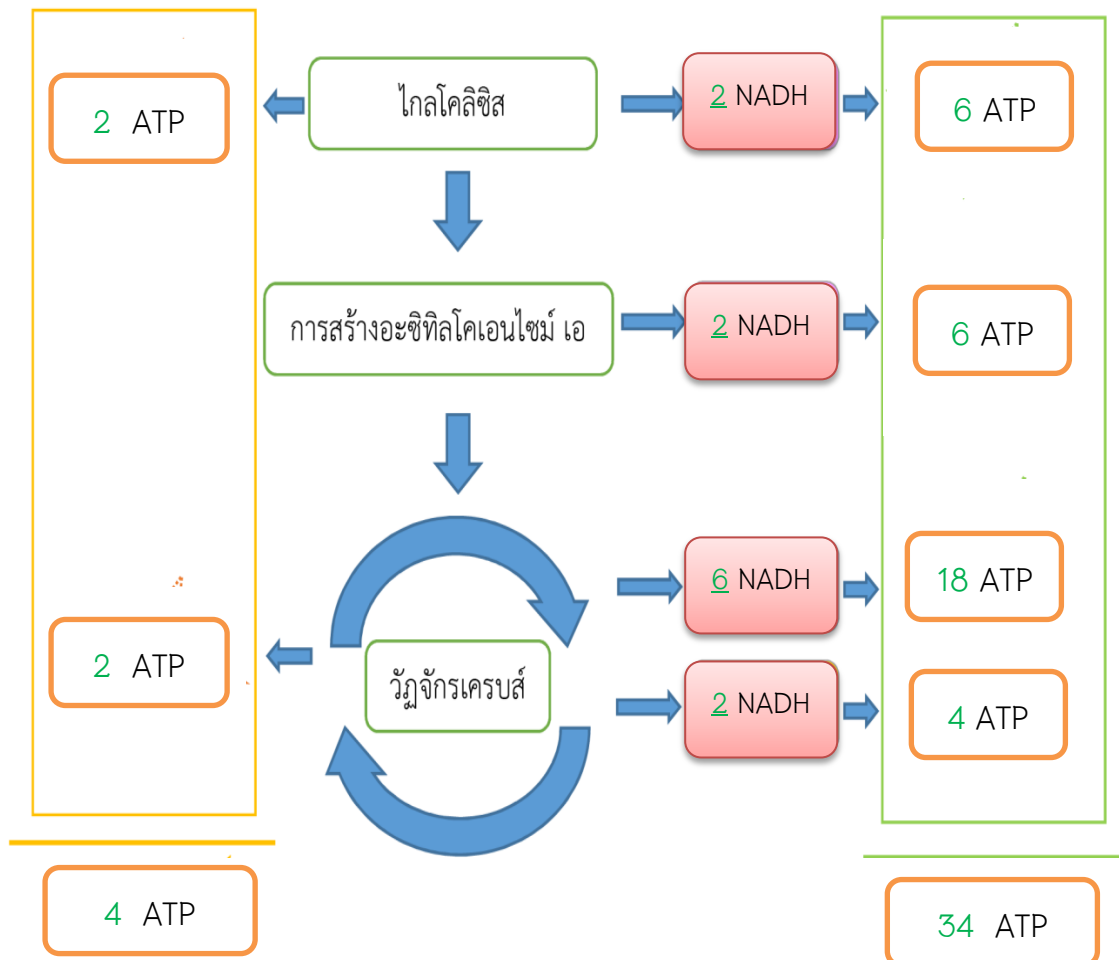 2 ATP
ไกลโคลิซิส
2 NADH
6 ATP
การสร้างอะซิทิลโคเอนไซม์ เอ
2 NADH
6 ATP
6 NADH
18 ATP
2 ATP
วัฏจักรเครบส์
2 NADH
4 ATP
4 ATP
34 ATP